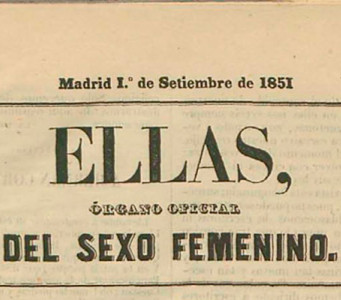 Madrid 1.º de Setiembre de 1851
ELLAS,
ÓRGANO OFICIAL
DEL SEXO FEMENINO.